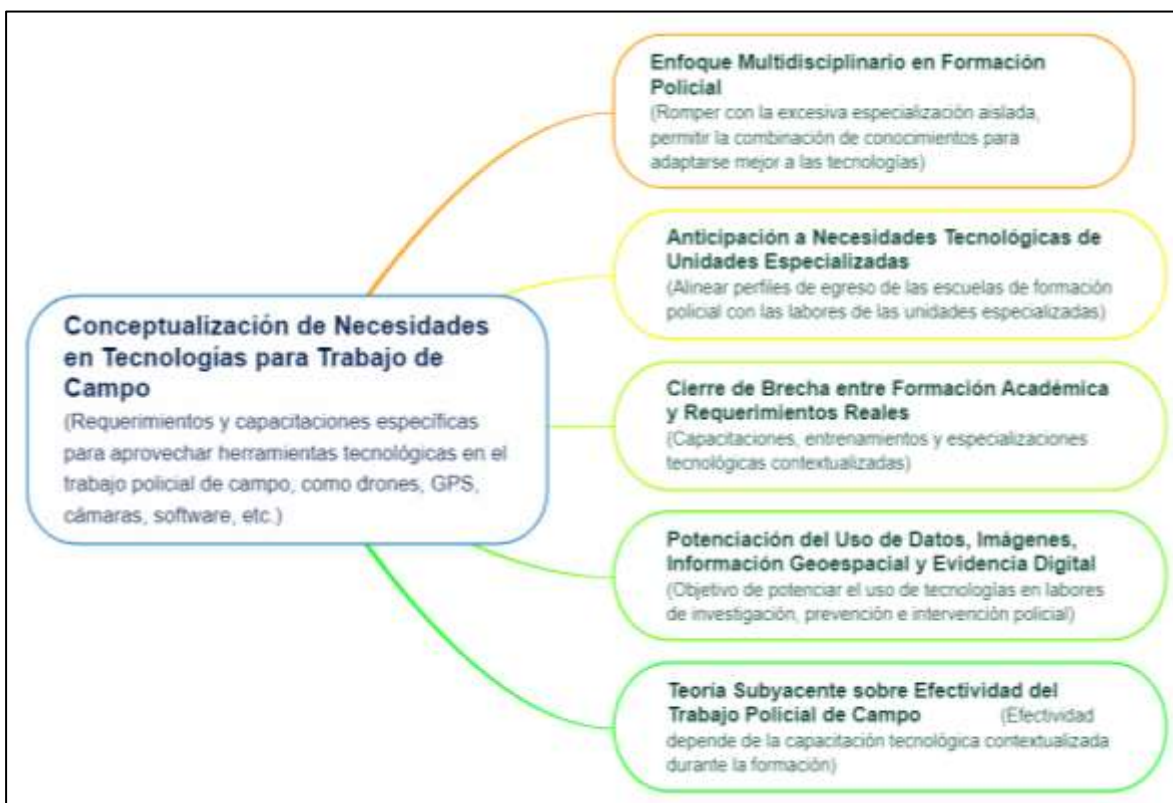 Enfoque Multidisciplinario en Formación
Policial
(Romper con la excesiva especialización aislada,
permitir la combinación de conocimientos para
adaptarse mejor a las tecnologías)
Anticipación a Necesidades Tecnológicas de
Unidades Especializadas
(Alinear perfiles de egreso de las escuelas de formación
policial con las labores de las unidades especializadas)
Conceptualización de Necesidades
en Tecnologías para Trabajo de
Campo
(Requerimientos y capacitaciones específicas
para aprovechar herramientas tecnológicas en el
trabajo policial de campo, como drones, GPS,
cámaras, software, etc.)
Cierre de Brecha entre Formación Académica
y Requerimientos Reales
(Capacitaciones, entrenamientos y especializaciones
tecnológicas contextualizadas)
Potenciación del Uso de Datos, Imágenes,
Información Geoespacial y Evidencia Digital
(Objetivo de potenciar el uso de tecnologías en labores
de investigación, prevención e intervención policial)
Teoría Subyacente sobre Efectividad del
Trabajo Policial de Campo (Efectividad
depende de la capacitación tecnológica contextualizada
durante la formación)